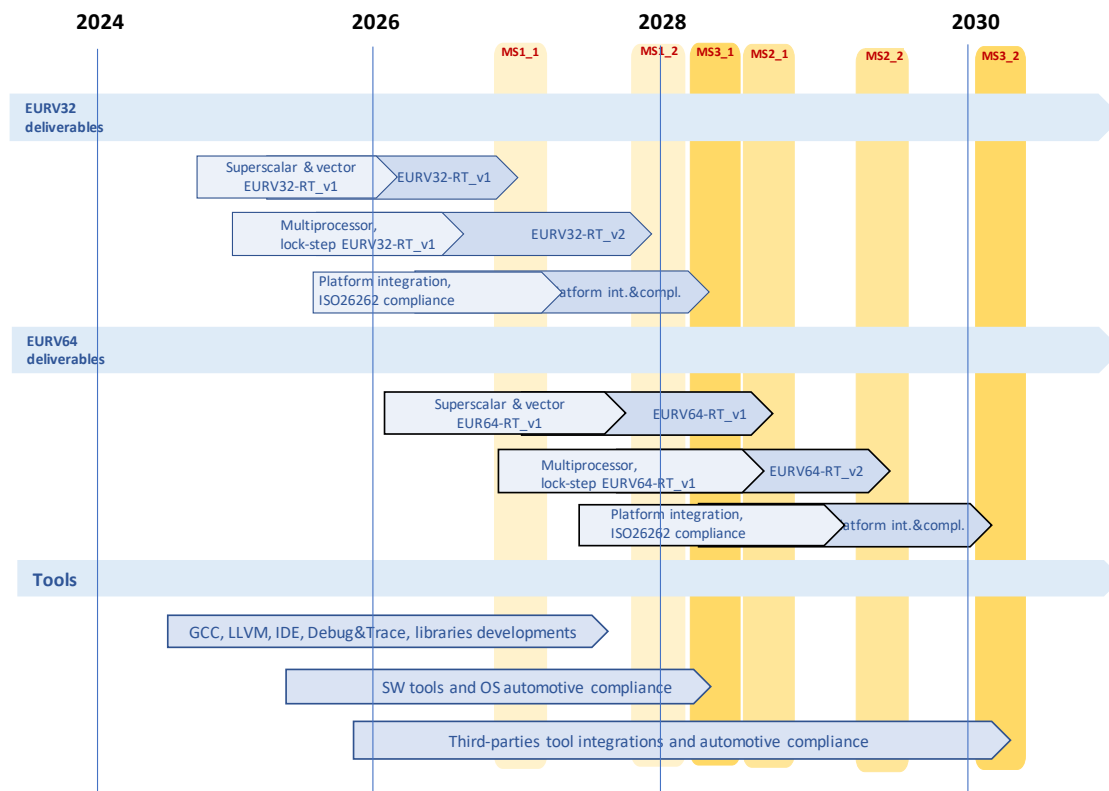 2024 2026 2028 2030
MS1_1 MS1_2 MS3_1 MS2_1 MS2_2 MS3_2
EURV32
deliverables
Superscalar & vector
EURV32-RT_v1
EURV32-RT_v1
Multiprocessor,
lock-step EURV32-RT_v1
EURV32-RT_v2
Platform integration,
ISO26262 compliance
atform int.&compl.
EURV64
deliverables
Superscalar & vector
EUR64-RT_v1
EURV64-RT_v1
Multiprocessor,
lock-step EURV64-RT_v1
EURV64-RT_v2
Platform integration,
ISO26262 compliance
atform int.&compl.
Tools
GCC, LLVM, IDE, Debug&Trace, libraries developments
SW tools and OS automotive compliance
Third-parties tool integrations and automotive compliance